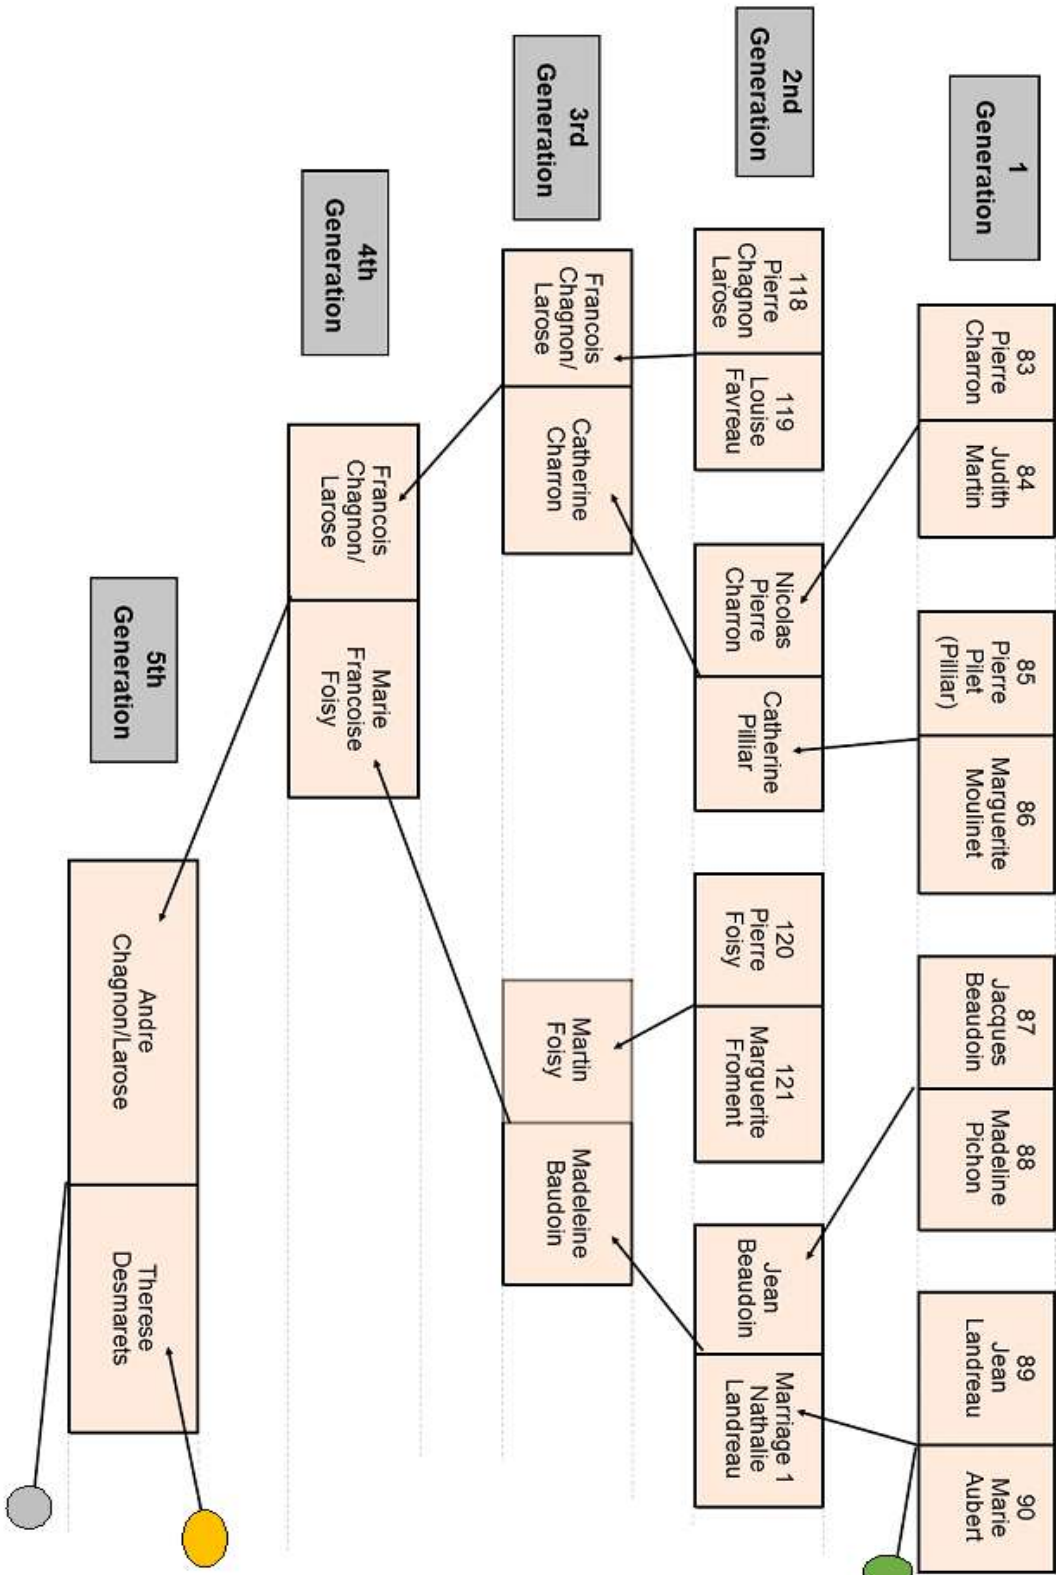 1
Generation
83
Pierre
Charron
84
Judith
Martin
85
Pierre
Pilet
(Pilliar)
86
Marguerite
Moulinet
87
Jacques
Beaudoin
88
Madeline
Pichon
89
Jean
Landreau
90
Marie
Aubert
2nd
Generation
118
Pierre
Chagnon
Larose
119
Louise
Favreau
Nicolas
Pierre
Charron
Catherine
Pilliar
120
Pierre
Foisy
121
Marguerite
Froment
Jean
Beaudoin
Marriage 1
Nathalie
Landreau
3rd
Generation
Francois
Chagnon/
Larose
Catherine
Charron
Martin
Foisy
Madeleine
Baudoin
4th
Generation
Francois
Chagnon/
Larose
Marie
Francoise
Foisy
5th
Generation
Andre
Chagnon/Larose
Therese
Desmarets